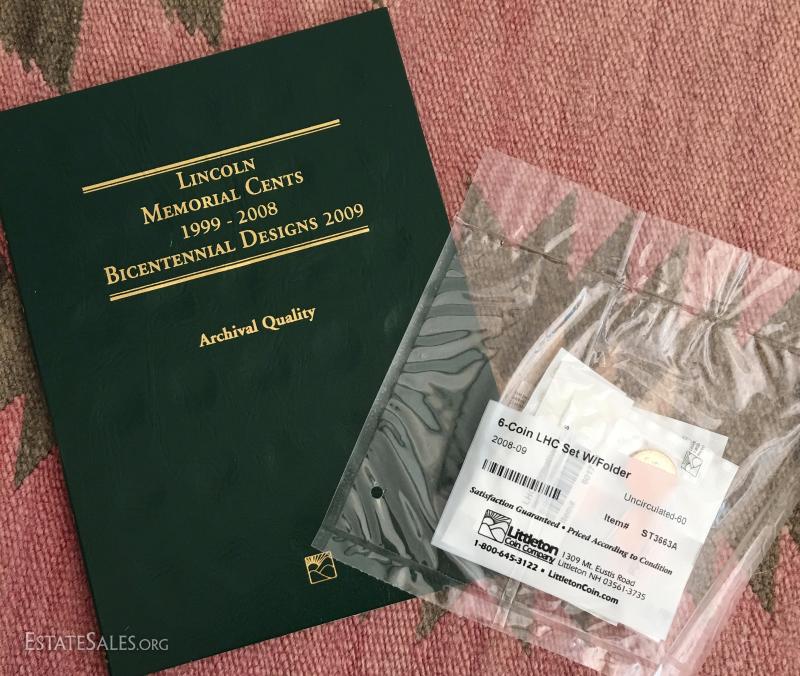 LINCOLN
MEMORIAL CENTS
1999 - 2008
BICENTENNIAL DESIGNS 2009
Archival Quality
6-Coin LHC Set W/Folder
2008-09
Uncirculated-60
Item# ST3663A
Satisfaction Guaranteed • Priced According to Condition
Littleton
Coin Company
1309 Mt. Eustis Road
Littleton NH 03561-3735
1-800-645-3122 • LittletonCoin.com
ESTATESALES.ORG